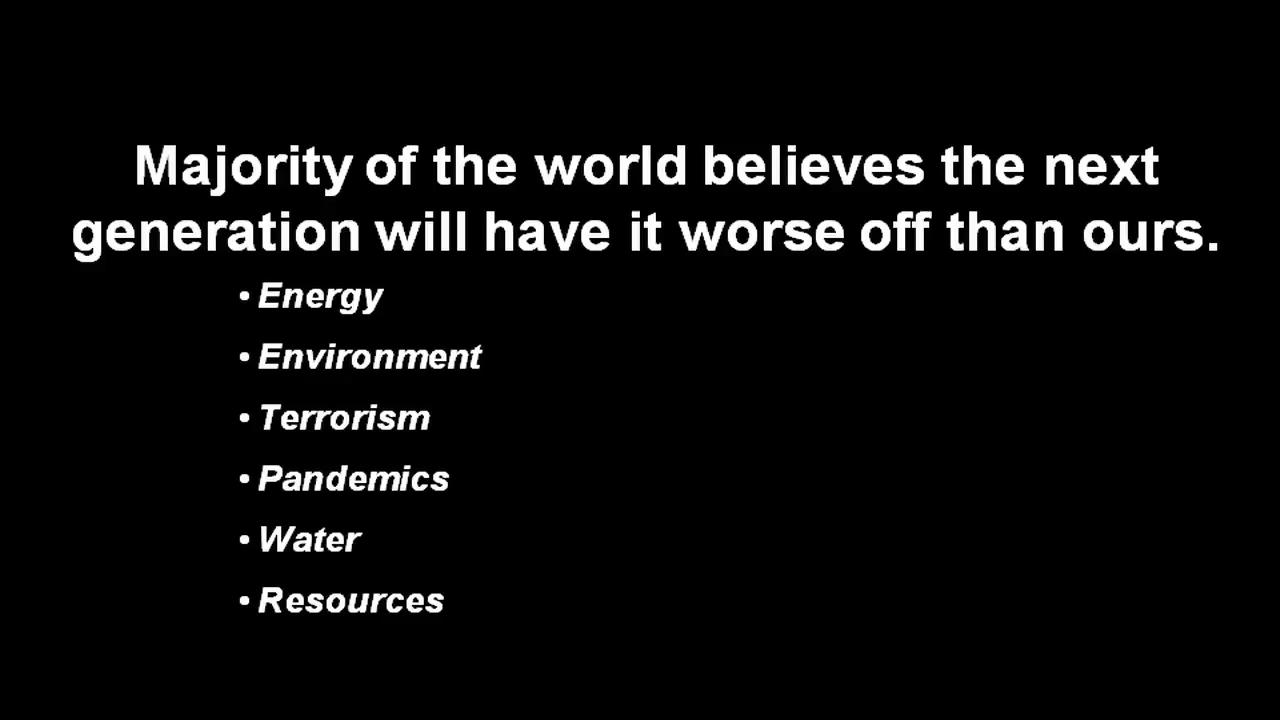 Majority of the world believes the next
generation will have it worse off than ours.
• Energy
• Environment
• Terrorism
• Pandemics
• Water
• Resources